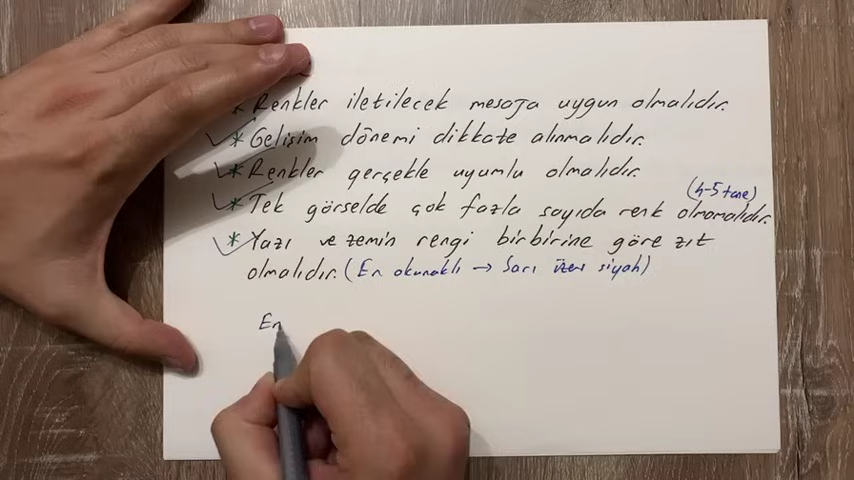 * Renkler iletilecek mesaja uygun olmalıdır.
* Gelişim dönemi dikkate alınmalıdır.
* Renkler gerçekle uyumlu olmalıdır.
(4-5 tane)
* Tek görselde çok fazla sayıda renk olmamalıdır.
* Yazı ve zemin rengi birbirine göre zıt
olmalıdır. (En okunaklı → Sarı üzeri siyah)
En